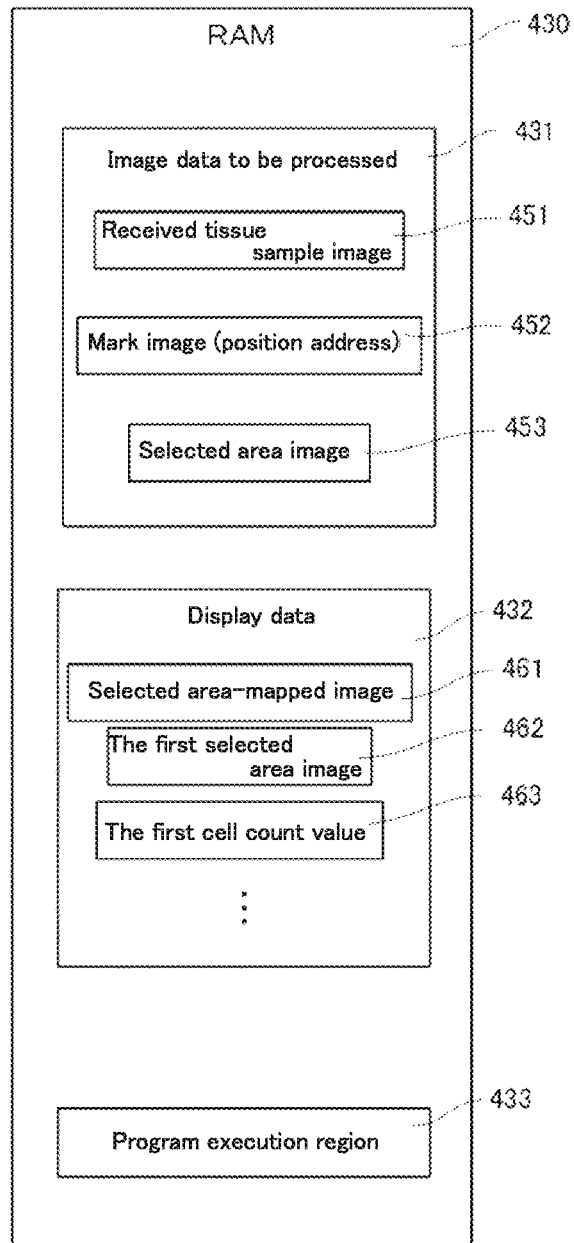 RAM
430
431
Image data to be processed
451
Received tissue
sample image
452
Mark image (position address)
453
Selected area image
432
Display data
461
Selected area-mapped image
462
The first selected
area image
463
The first cell count value
⋮
433
Program execution region